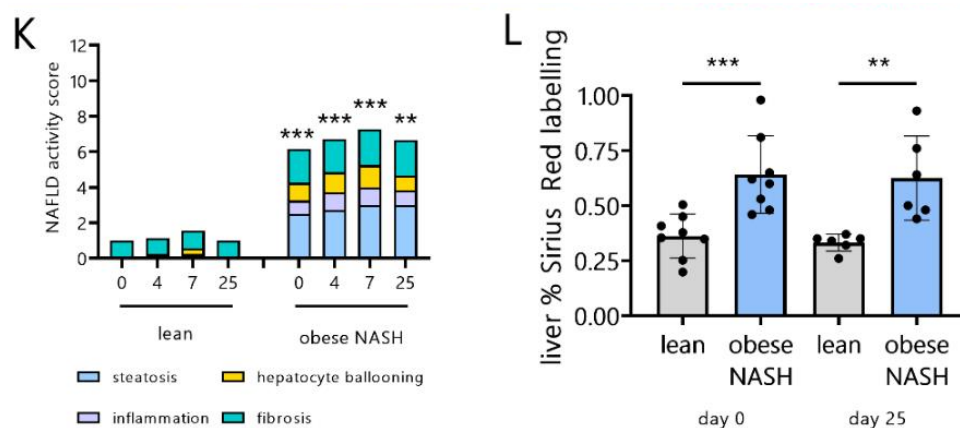 K
NAFLD activity score
12
10
8
6
4
2
0
*** *** *** **
0 4 7 25 0 4 7 25
lean obese NASH
steatosis hepatocyte ballooning
inflammation fibrosis
L
liver % Sirius Red labelling
*** **
1.00
0.75
0.50
0.25
0.00
lean obese lean obese
NASH NASH
day 0 day 25